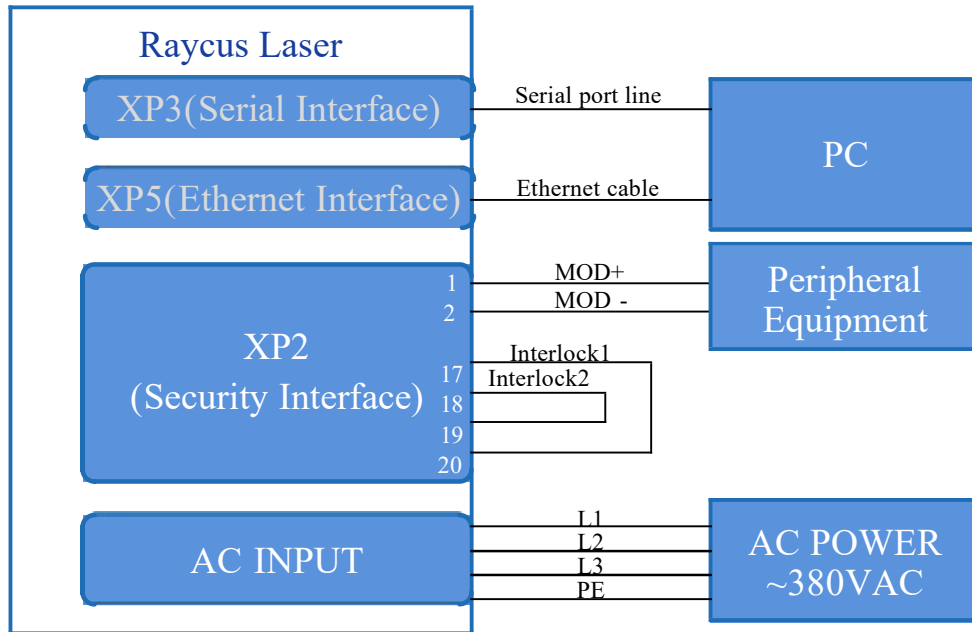 Raycus Laser
XP3(Serial Interface)
Serial port line
PC
XP5(Ethernet Interface)
Ethernet cable
1
MOD+
2
MOD -
Peripheral
Equipment
XP2
(Security Interface)
Interlock1
17
Interlock2
18
19
20
AC INPUT
L1
L2
L3
PE
AC POWER
~380VAC